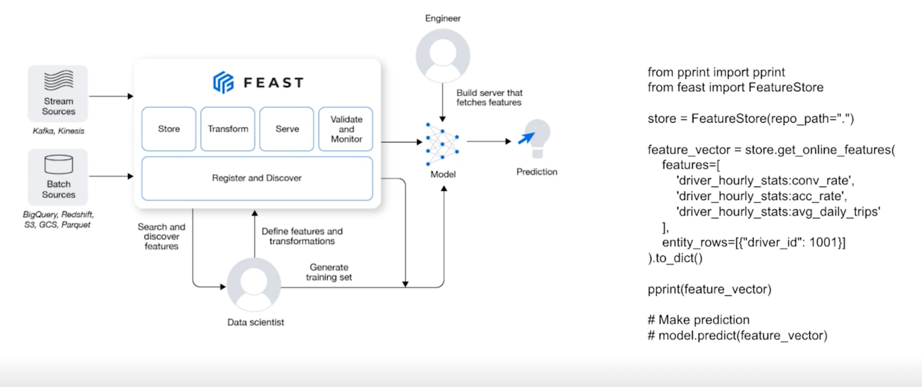 Engineer
Build server that
fetches features
Stream
Sources
Kafka, Kinesis
Batch
Sources
BigQuery, Redshift,
S3, GCS, Parquet
FEAST
Store
Transform
Serve
Validate
and
Monitor
Register and Discover
Model
Prediction
Search and
discover
features
Define features and
transformations
Generate
training set
Data scientist
from pprint import pprint
from feast import FeatureStore
store = FeatureStore(repo_path=".")
feature_vector = store.get_online_features(
features=[
'driver_hourly_stats:conv_rate',
'driver_hourly_stats:acc_rate',
'driver_hourly_stats:avg_daily_trips'
],
entity_rows=[{"driver_id": 1001}]
).to_dict()
pprint(feature_vector)
# Make prediction
# model.predict(feature_vector)